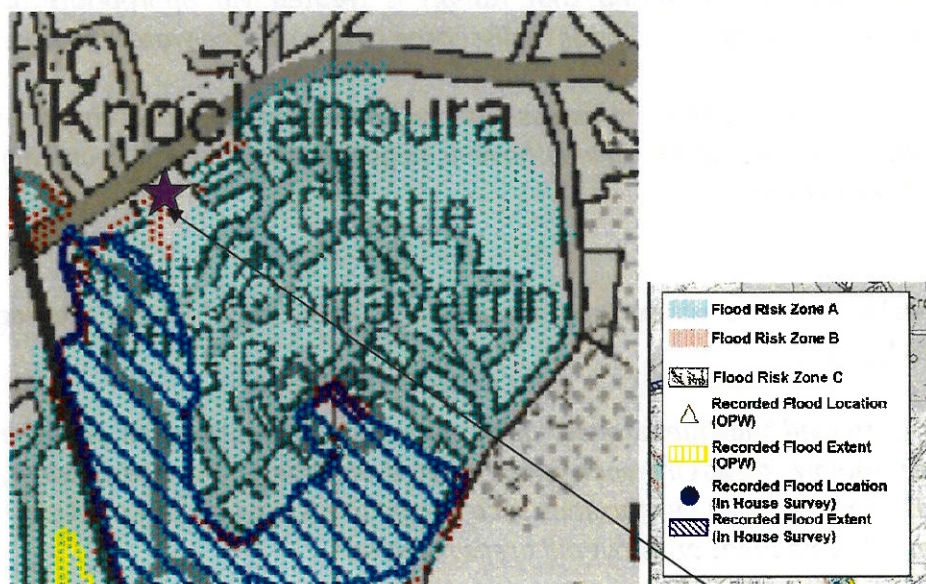 Knockanoura
Castle
Flood Risk Zone A
Flood Risk Zone B
Flood Risk Zone C
Recorded Flood Location
(OPW)
Recorded Flood Extent
(OPW)
Recorded Flood Location
(In House Survey)
Recorded Flood Extent
(In House Survey)